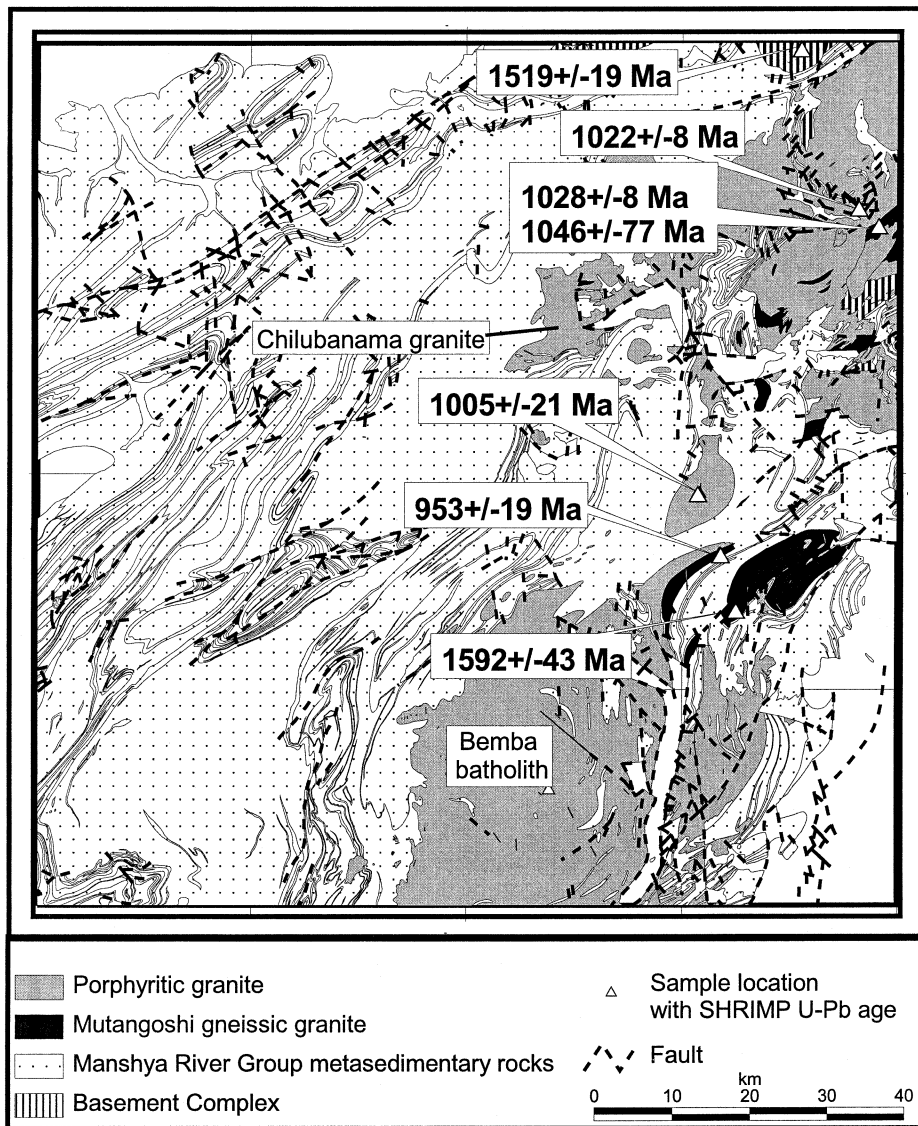 1519+/-19 Ma
1022+/-8 Ma
1028+/-8 Ma
1046+/-77 Ma
Chilubanama granite
1005+/-21 Ma
953+/-19 Ma
1592+/-43 Ma
Bemba
batholith
Porphyritic granite
Mutangoshi gneissic granite
Manshya River Group metasedimentary rocks
Basement Complex
Sample location
with SHRIMP U-Pb age
Fault
km
0 10 20 30 40